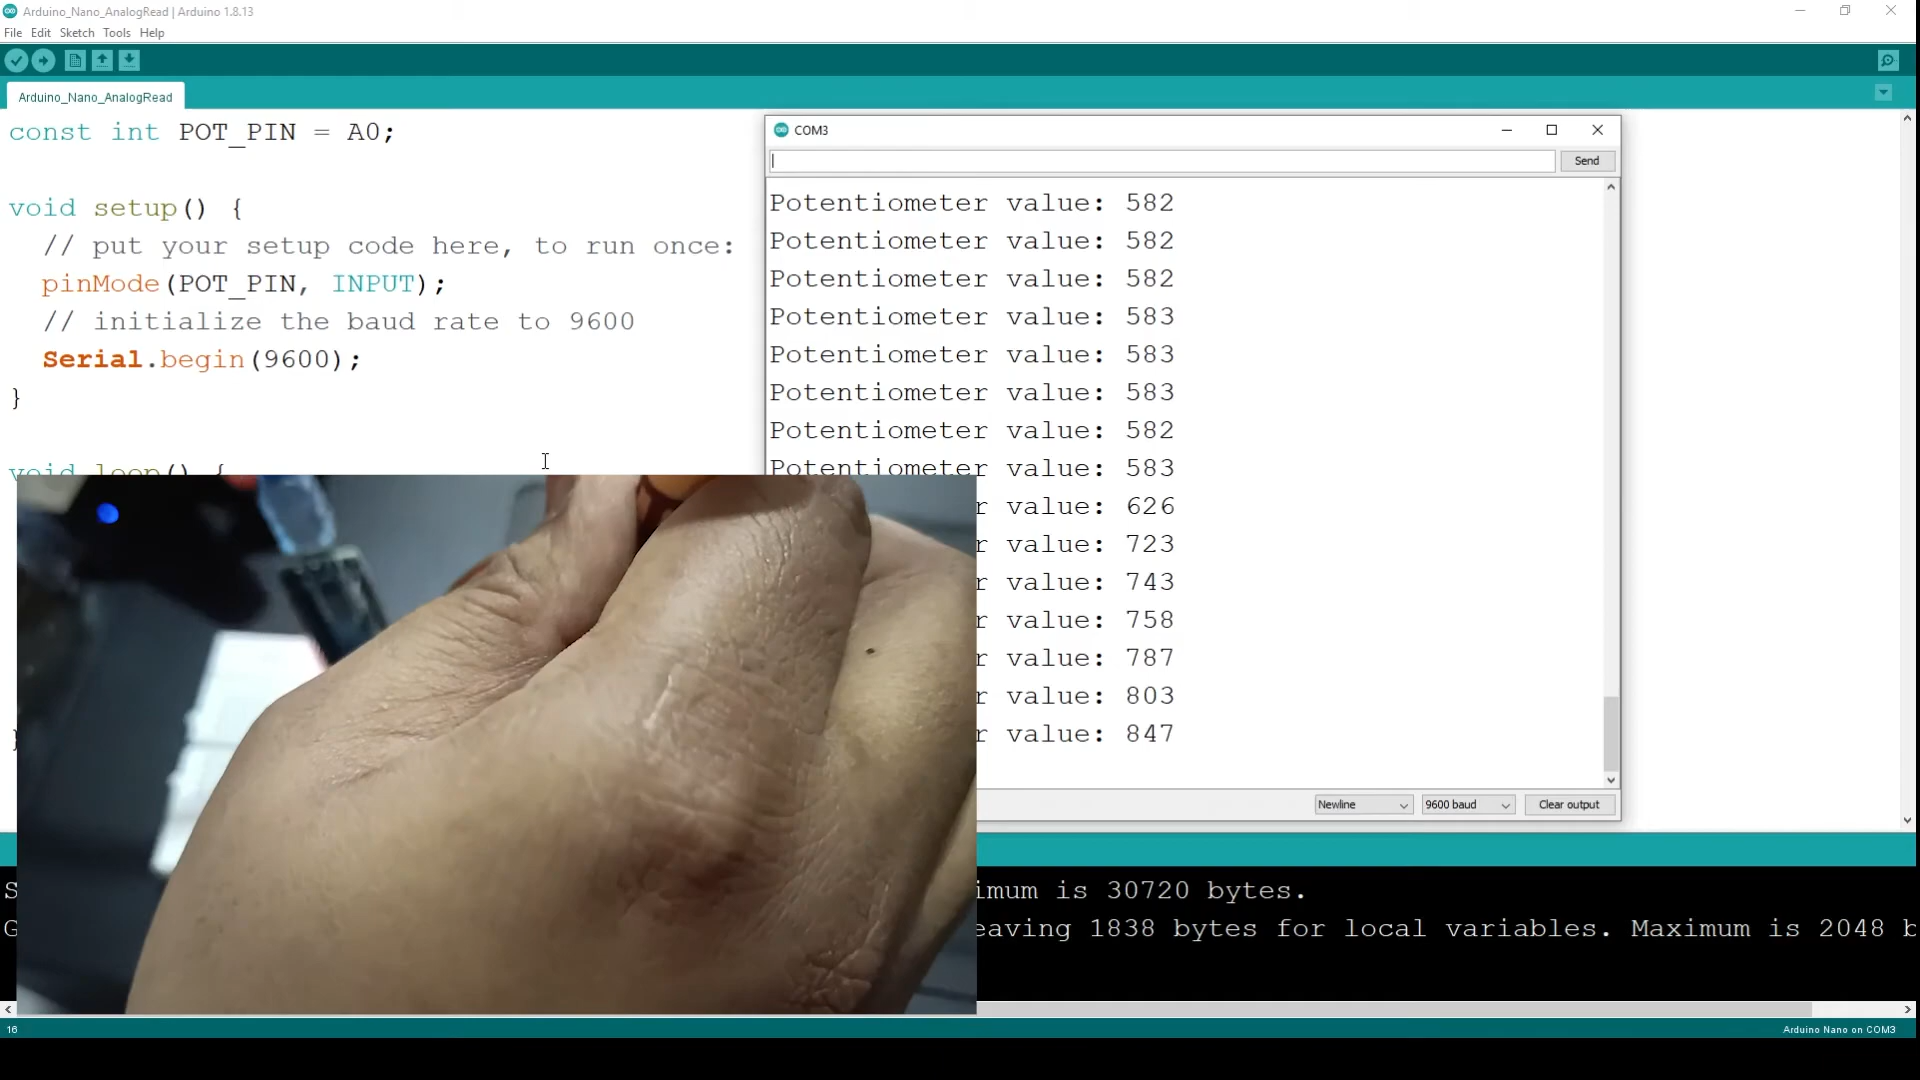 Arduino_Nano_AnalogRead | Arduino 1.8.13
File Edit Sketch Tools Help
Arduino_Nano_AnalogRead
const int POT_PIN = A0;
void setup() {
// put your setup code here, to run once:
pinMode(POT_PIN, INPUT);
// initialize the baud rate to 9600
Serial.begin(9600);
}
void loop() {
}
COM3
Send
Potentiometer value: 582
Potentiometer value: 582
Potentiometer value: 582
Potentiometer value: 583
Potentiometer value: 583
Potentiometer value: 583
Potentiometer value: 582
Potentiometer value: 583
r value: 626
r value: 723
r value: 743
r value: 758
r value: 787
r value: 803
r value: 847
Newline 9600 baud Clear output
S imum is 30720 bytes.
G eaving 1838 bytes for local variables. Maximum is 2048 b
16 Arduino Nano on COM3